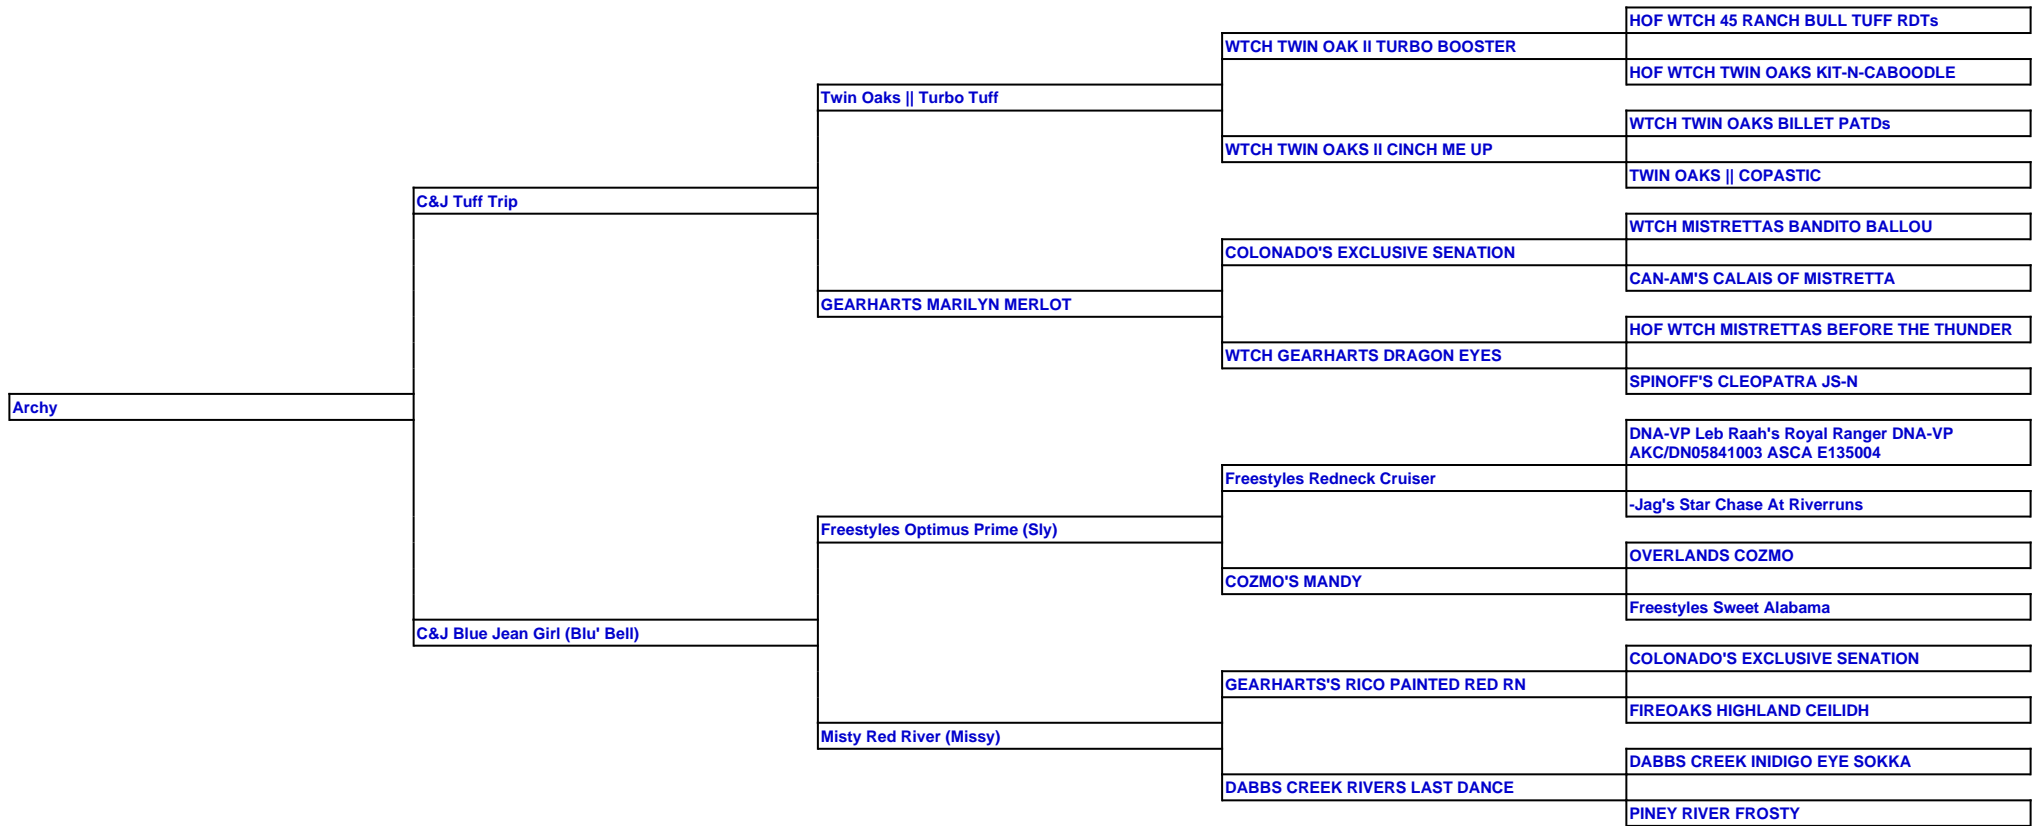 HOF WTCH 45 RANCH BULL TUFF RDTs
WTCH TWIN OAK II TURBO BOOSTER
HOF WTCH TWIN OAKS KIT-N-CABOODLE
Twin Oaks || Turbo Tuff
WTCH TWIN OAKS BILLET PATDs
WTCH TWIN OAKS II CINCH ME UP
TWIN OAKS || COPASTIC
C&J Tuff Trip
WTCH MISTRETTAS BANDITO BALLOU
COLONADO'S EXCLUSIVE SENATION
CAN-AM'S CALAIS OF MISTRETTA
GEARHARTS MARILYN MERLOT
HOF WTCH MISTRETTAS BEFORE THE THUNDER
WTCH GEARHARTS DRAGON EYES
SPINOFF'S CLEOPATRA JS-N
Archy
DNA-VP Leb Raah's Royal Ranger DNA-VP
AKC/DN05841003 ASCA E135004
Freestyles Redneck Cruiser
-Jag's Star Chase At Riverruns
Freestyles Optimus Prime (Sly)
OVERLANDS COZMO
COZMO'S MANDY
Freestyles Sweet Alabama
C&J Blue Jean Girl (Blu' Bell)
COLONADO'S EXCLUSIVE SENATION
GEARHARTS'S RICO PAINTED RED RN
FIREOAKS HIGHLAND CEILIDH
Misty Red River (Missy)
DABBS CREEK INIDIGO EYE SOKKA
DABBS CREEK RIVERS LAST DANCE
PINEY RIVER FROSTY